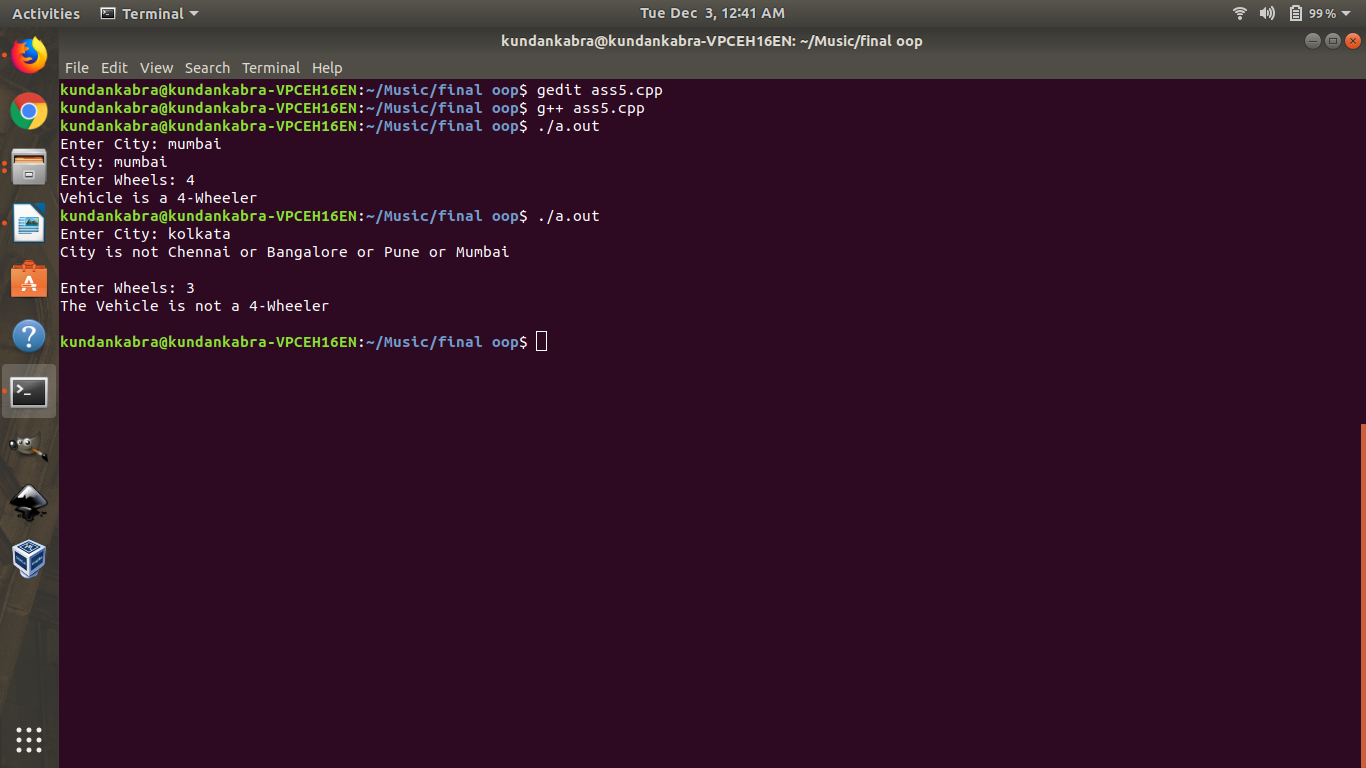 Activities Terminal Tue Dec 3, 12:41 AM 99%
kundankabra@kundankabra-VPCEH16EN: ~/Music/final oop
File Edit View Search Terminal Help
kundankabra@kundankabra-VPCEH16EN:~/Music/final oop$ gedit ass5.cpp
kundankabra@kundankabra-VPCEH16EN:~/Music/final oop$ g++ ass5.cpp
kundankabra@kundankabra-VPCEH16EN:~/Music/final oop$ ./a.out
Enter City: mumbai
City: mumbai
Enter Wheels: 4
Vehicle is a 4-Wheeler
kundankabra@kundankabra-VPCEH16EN:~/Music/final oop$ ./a.out
Enter City: kolkata
City is not Chennai or Bangalore or Pune or Mumbai
Enter Wheels: 3
The Vehicle is not a 4-Wheeler
kundankabra@kundankabra-VPCEH16EN:~/Music/final oop$